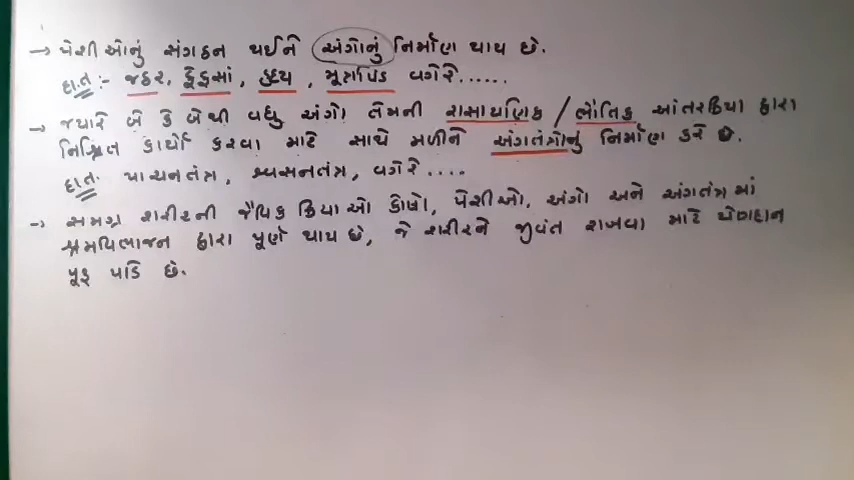 → પેશીઓનું સંગઠન થઈને અંગોનું નિર્માણ થાય છે.
દા.ત :- જઠર, ફેફસાં, હૃદય, મૂત્રપિંડ વગેરે......
→ જ્યારે બે કે બેથી વધુ અંગો તેમની રાસાયણિક / ભૌતિક આંતરક્રિયા દ્વારા
નિશ્ચિત કાર્યો કરવા માટે સાથે મળીને અંગતંત્રોનું નિર્માણ કરે છે.
દા.ત. પાચનતંત્ર, શ્વસનતંત્ર, વગેરે....
→ સમગ્ર શરીરની જૈવિક ક્રિયાઓ કોષો, પેશીઓ, અંગો અને અંગતંત્રમાં
શ્રમવિભાજન દ્વારા પૂર્ણ થાય છે, જે શરીરને જીવંત રાખવા માટે યોગદાન
પૂરૂ પાડે છે.